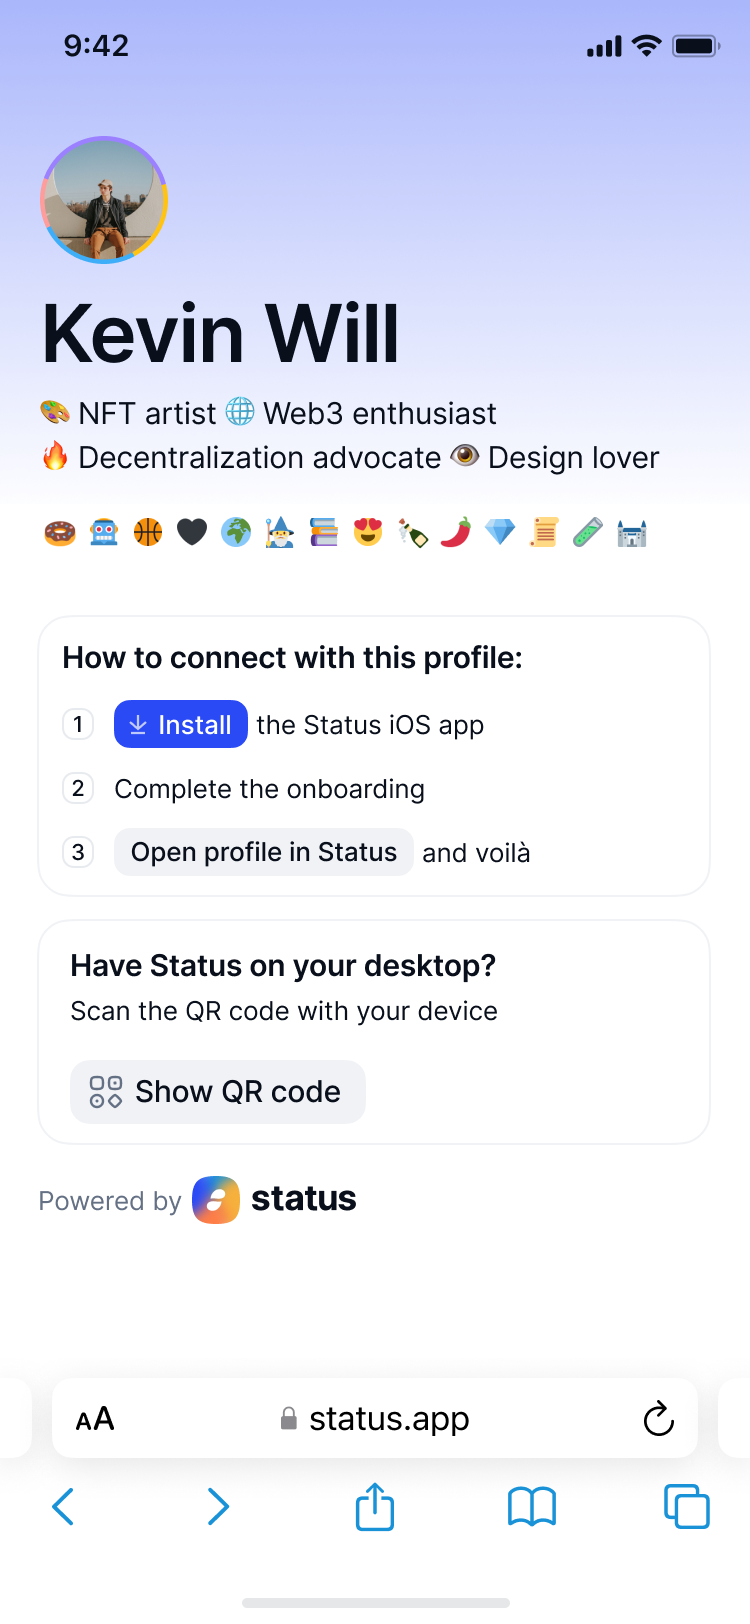 9:42
Kevin Will
🎨 NFT artist 🌐 Web3 enthusiast
🔥 Decentralization advocate 👁 Design lover
How to connect with this profile:
1 Install the Status iOS app
2 Complete the onboarding
3 Open profile in Status and voilà
Have Status on your desktop?
Scan the QR code with your device
Show QR code
Powered by status
AA status.app